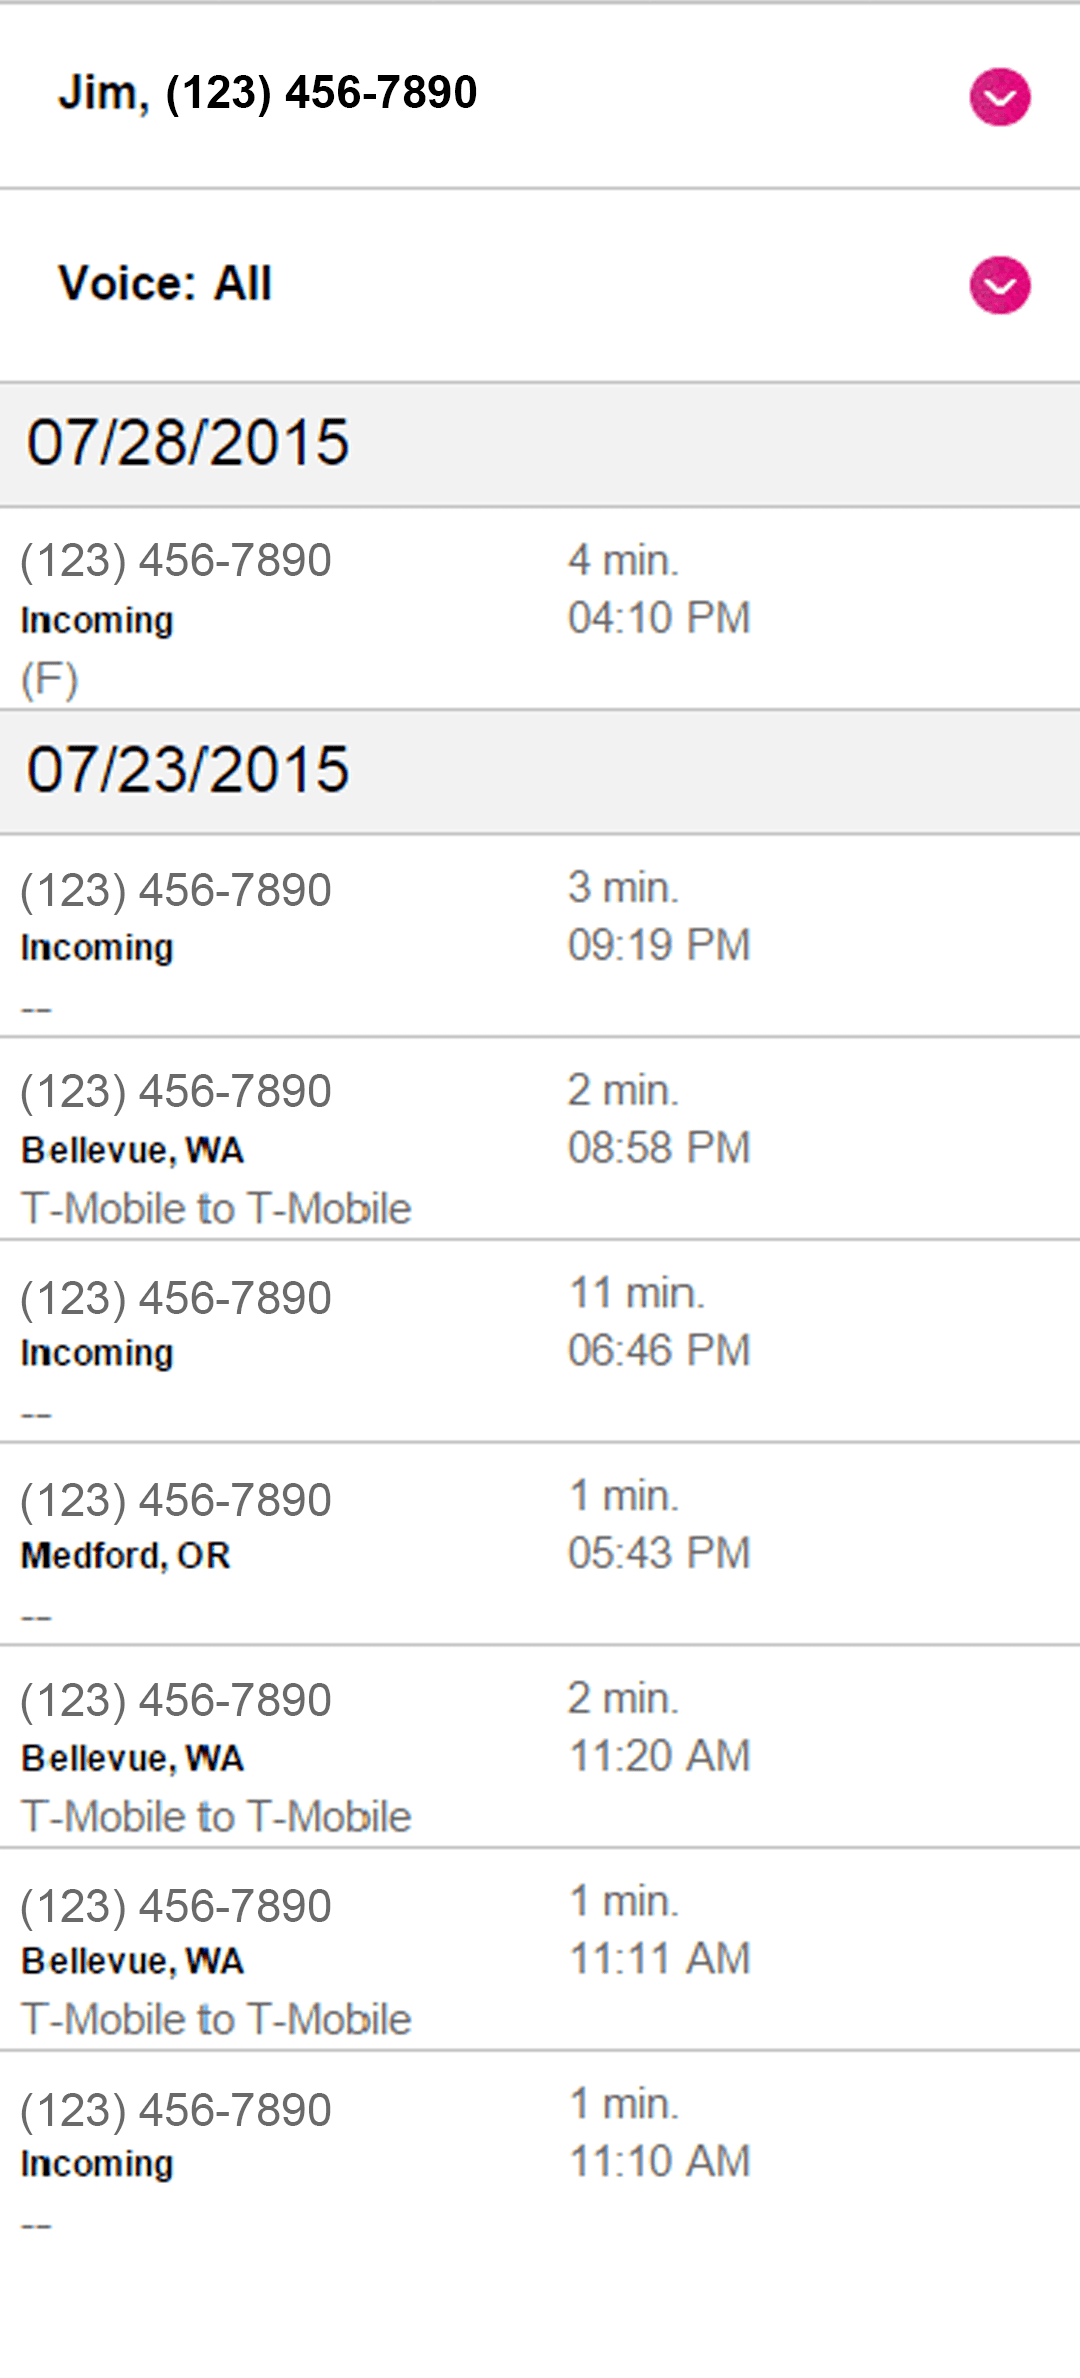 Jim, (123) 456-7890
Voice: All
07/28/2015
(123) 456-7890 4 min.
Incoming 04:10 PM
(F)
07/23/2015
(123) 456-7890 3 min.
Incoming 09:19 PM
--
(123) 456-7890 2 min.
Bellevue, WA 08:58 PM
T-Mobile to T-Mobile
(123) 456-7890 11 min.
Incoming 06:46 PM
--
(123) 456-7890 1 min.
Medford, OR 05:43 PM
--
(123) 456-7890 2 min.
Bellevue, WA 11:20 AM
T-Mobile to T-Mobile
(123) 456-7890 1 min.
Bellevue, WA 11:11 AM
T-Mobile to T-Mobile
(123) 456-7890 1 min.
Incoming 11:10 AM
--